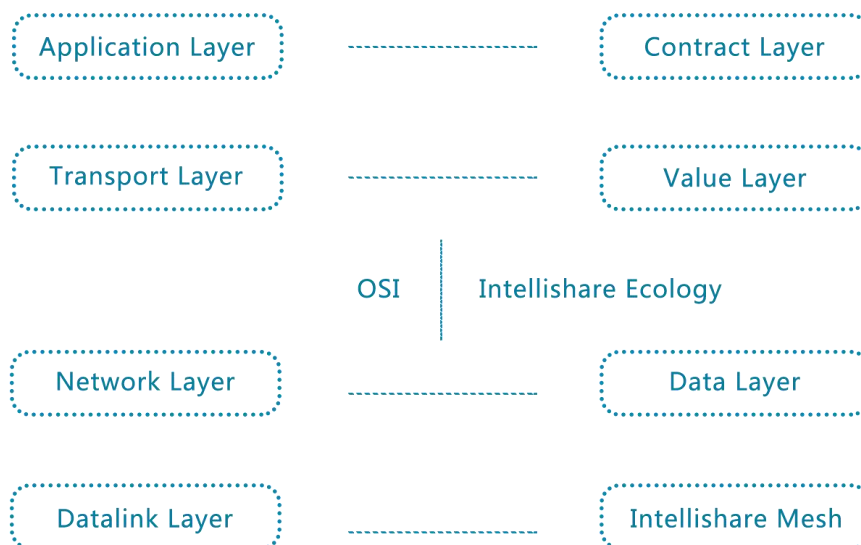 Application Layer
Contract Layer
Transport Layer
Value Layer
OSI
Intellishare Ecology
Network Layer
Data Layer
Datalink Layer
Intellishare Mesh